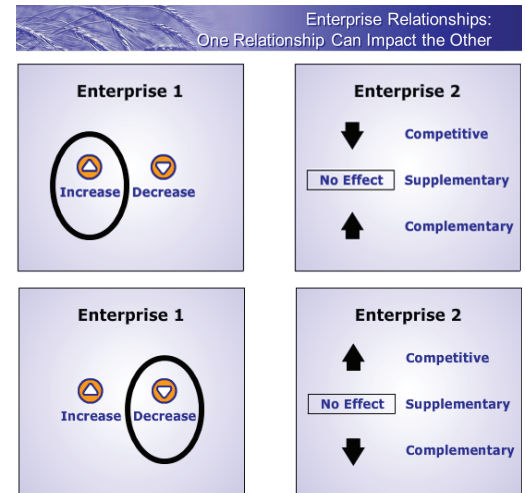 Enterprise Relationships:
One Relationship Can Impact the Other
Enterprise 1
Increase Decrease
Enterprise 2
Competitive
No Effect Supplementary
Complementary
Enterprise 1
Increase Decrease
Enterprise 2
Competitive
No Effect Supplementary
Complementary